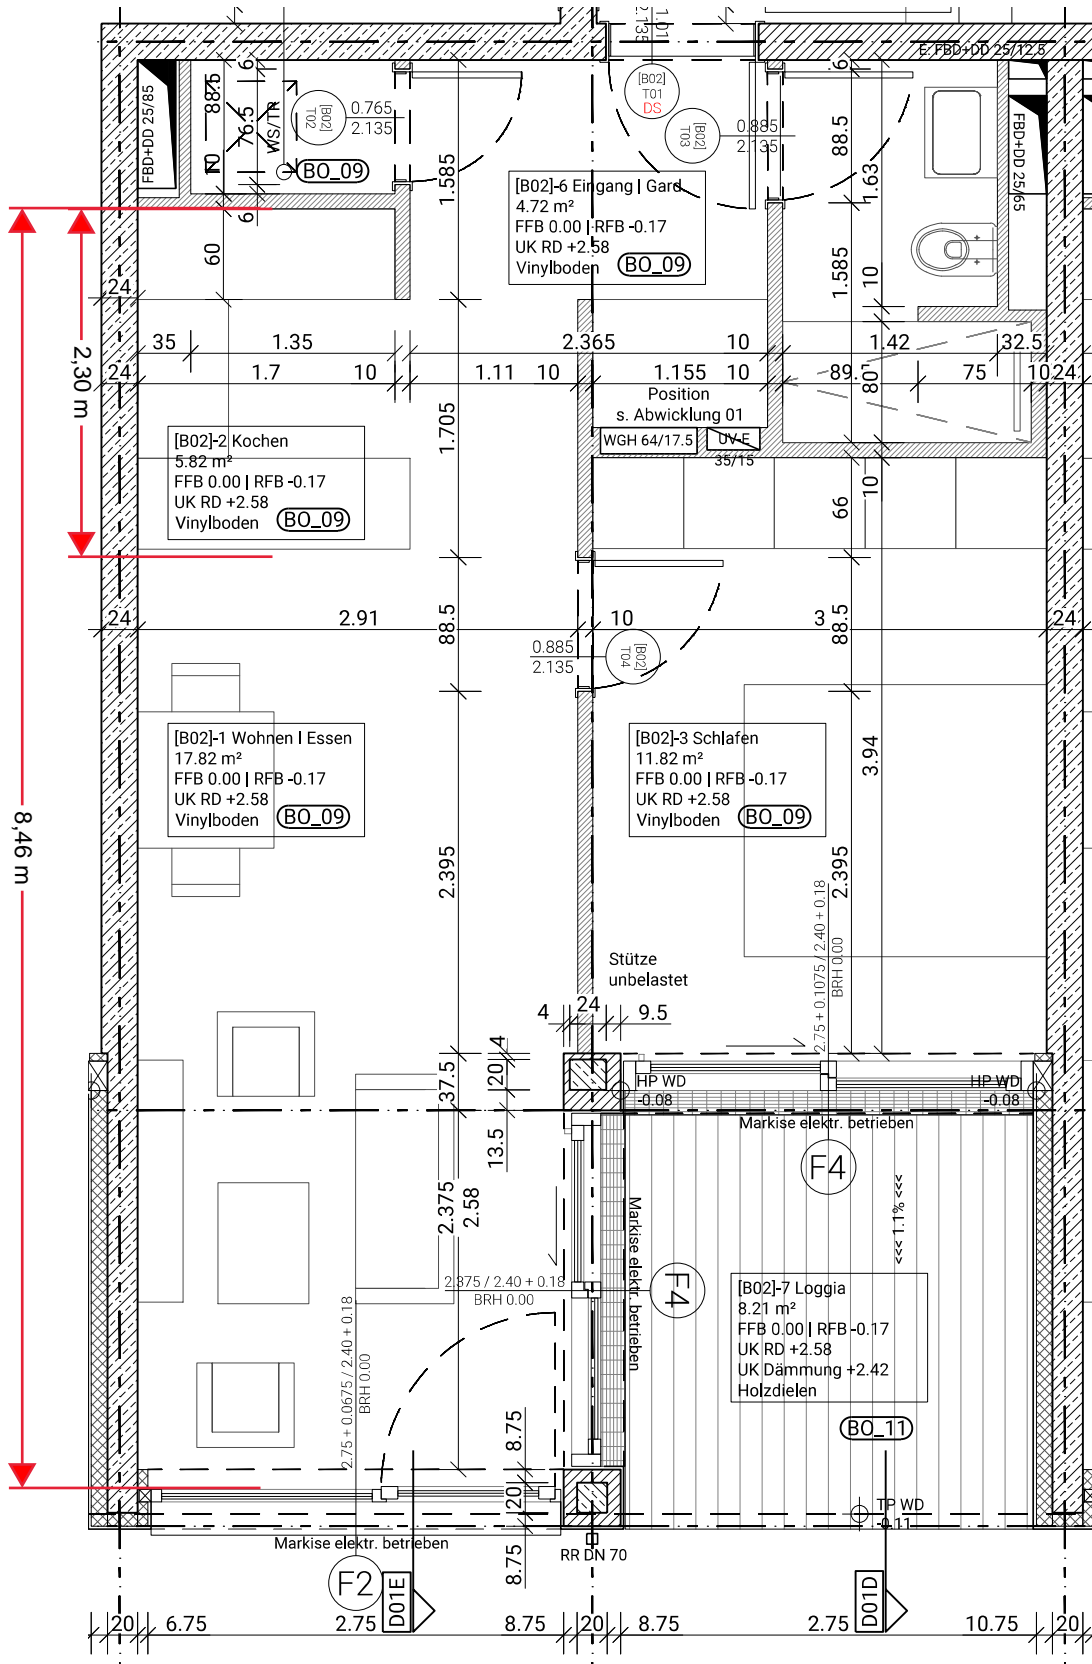 1.01
2.135
E: FBD+DD 25/12.5
FBD+DD 25/85
6
88.5
10
76.5
6
6
WS/TR
[B02]
T02
0.765
2.135
BO_09
1.585
[B02]
T01
DS
[B02]
T03
0.885
2.135
6
88.5
1.63
FBD+DD 25/65
[B02]-6 Eingang | Gard
4.72 m²
FFB 0.00 | RFB -0.17
UK RD +2.58
Vinylboden
BO_09
60
24
1.585
10
35
1.35
2.365
10
1.42
32.5
24
1.7
10
1.11
10
1.155
10
80
75
10
24
2,30 m
1.705
Position
s. Abwicklung 01
WGH 64/17.5
UV-E
35/15
[B02]-2 Kochen
5.82 m²
FFB 0.00 | RFB -0.17
UK RD +2.58
Vinylboden
BO_09
66
10
24
2.91
88.5
10
3
88.5
24
0.885
2.135
[B02]
T04
[B02]-1 Wohnen | Essen
17.82 m²
FFB 0.00 | RFB -0.17
UK RD +2.58
Vinylboden
BO_09
[B02]-3 Schlafen
11.82 m²
FFB 0.00 | RFB -0.17
UK RD +2.58
Vinylboden
BO_09
3.94
8,46 m
2.395
2.395
2.75 + 0.1075 / 2.40 + 0.18
BRH 0.00
Stütze
unbelastet
4
24
9.5
4
20
37.5
13.5
HP WD
-0.08
HP WD
-0.08
Markise elektr. betrieben
F4
2.375
2.58
<<< 1.1% <<<
Markise elektr. betrieben
F4
2.375 / 2.40 + 0.18
BRH 0.00
[B02]-7 Loggia
8.21 m²
FFB 0.00 | RFB -0.17
UK RD +2.58
UK Dämmung +2.42
Holzdielen
BO_11
2.75 + 0.0675 / 2.40 + 0.18
BRH 0.00
8.75
20
8.75
TP WD
-0.11
Markise elektr. betrieben
RR DN 70
F2
D01E
D01D
20
6.75
2.75
8.75
20
8.75
2.75
10.75
20